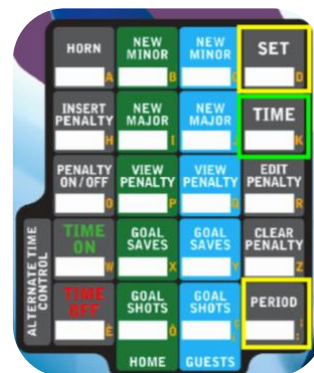 HORN
A
NEW
MINOR
B
NEW
MINOR
SET
D
INSERT
PENALTY
H
NEW
MAJOR
I
NEW
MAJOR
TIME
K
PENALTY
ON/OFF
O
VIEW
PENALTY
P
VIEW
PENALTY
Q
EDIT
PENALTY
R
ALTERNATE TIME
CONTROL
TIME
ON
W
GOAL
SAVES
X
GOAL
SAVES
Y
CLEAR
PENALTY
Z
TIME
OFF
È
GOAL
SHOTS
Ó
GOAL
SHOTS
PERIOD
HOME
GUESTS